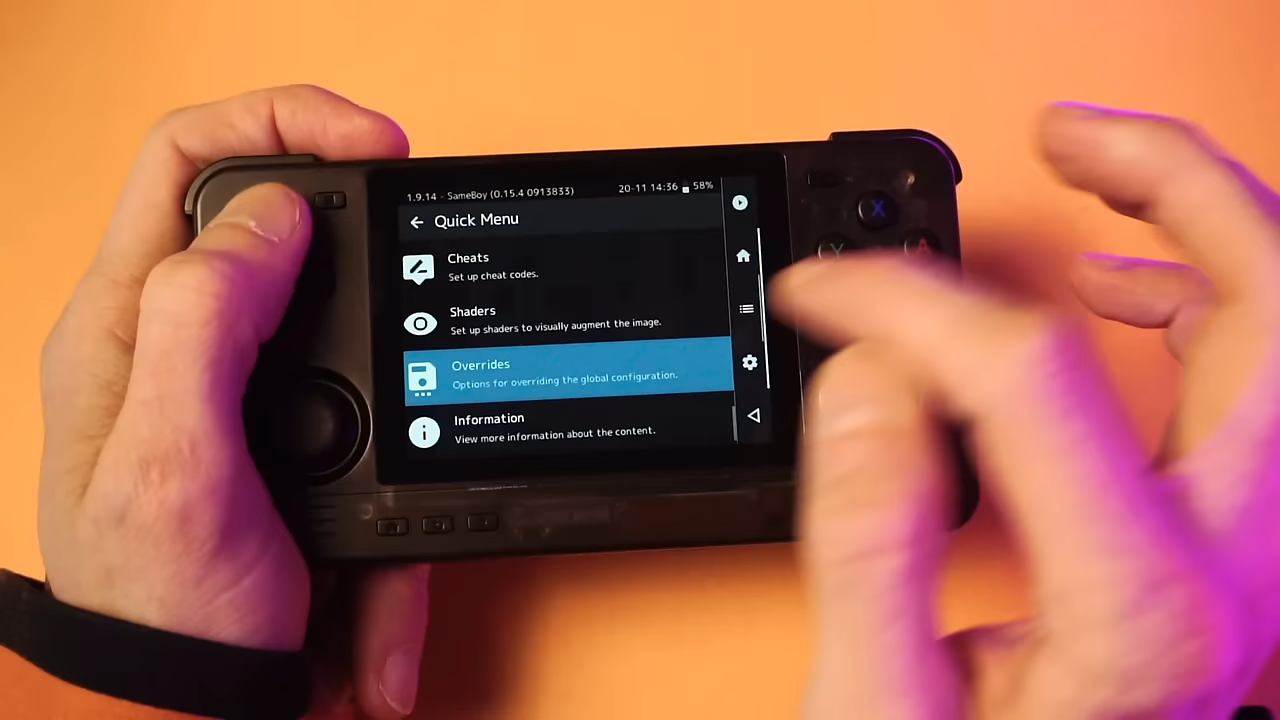 1.9.14 - SameBoy (0.15.4 0913833) 20-11 14:36 58%
Quick Menu
Cheats
Set up cheat codes.
Shaders
Set up shaders to visually augment the image.
Overrides
Options for overriding the global configuration.
Information
View more information about the content.
X
Y
A